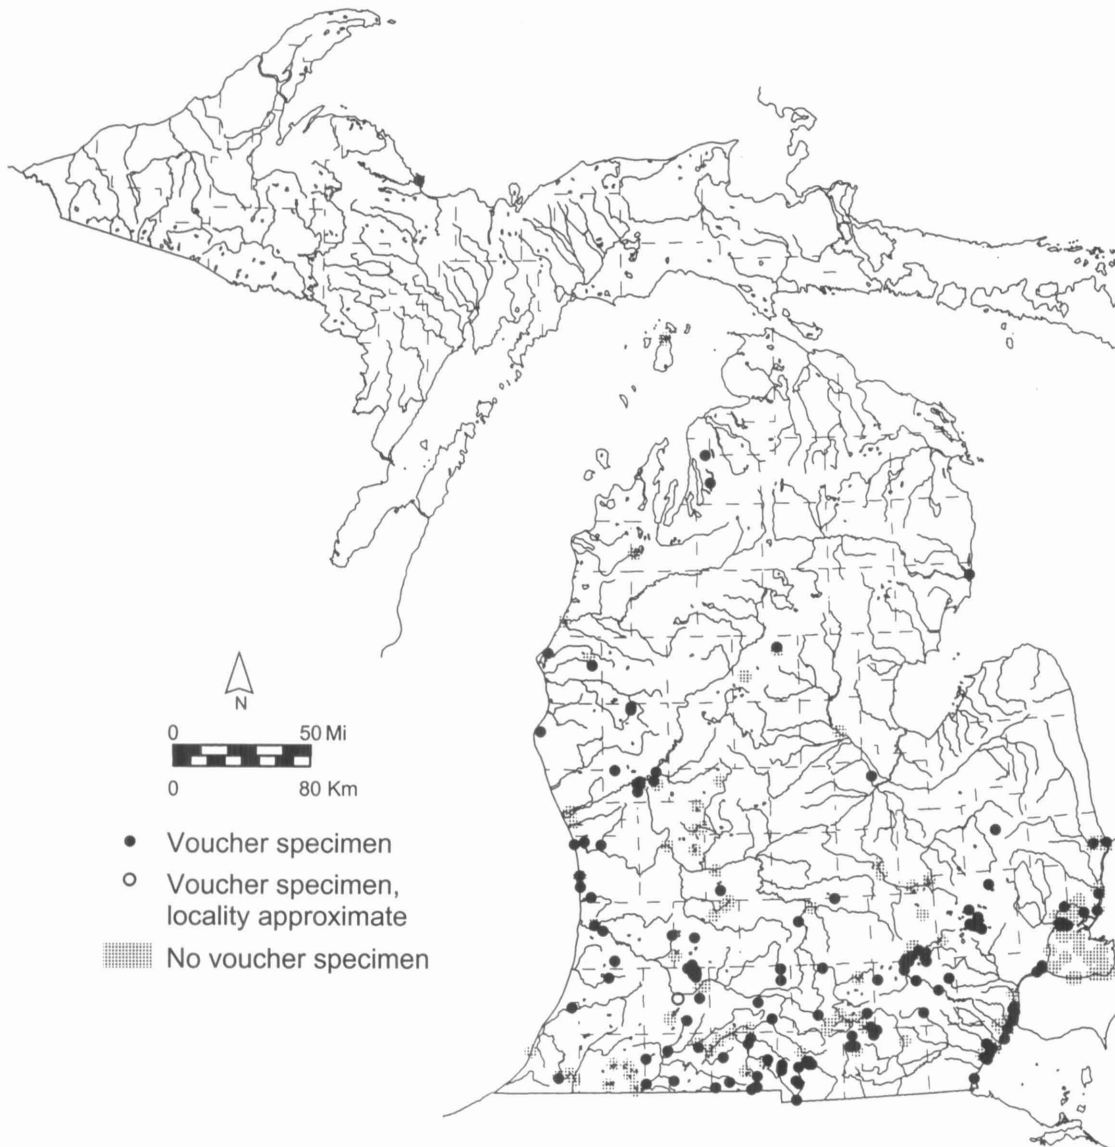 N
0 50 Mi
0 80 Km
Voucher specimen
Voucher specimen,
locality approximate
No voucher specimen